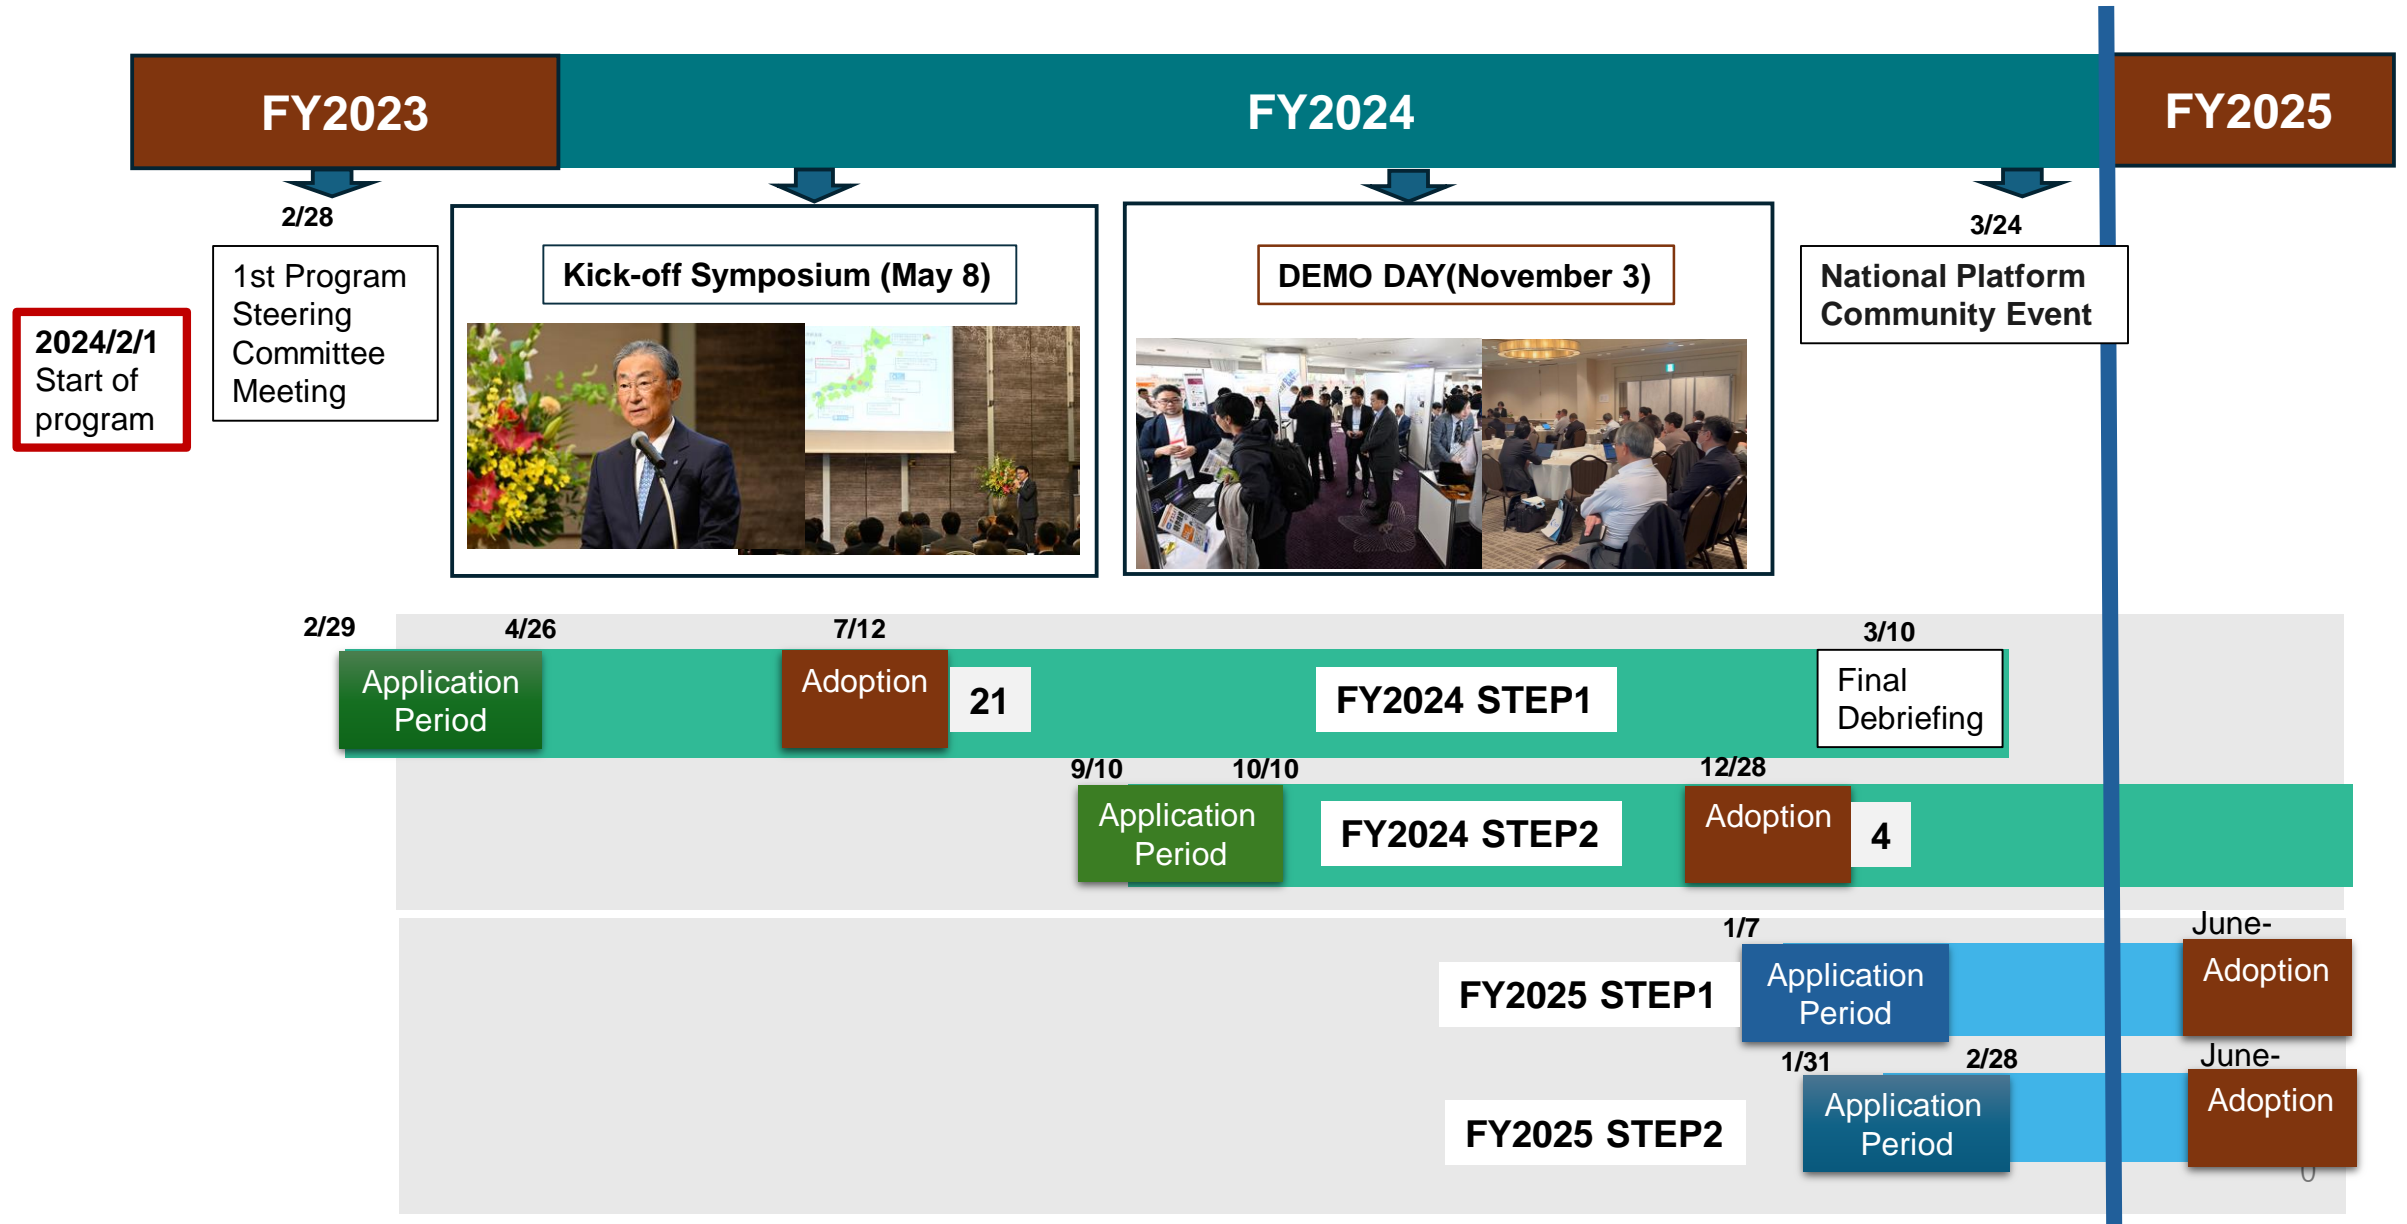 FY2023
FY2024
FY2025
2/28
3/24
1st Program
Steering
Committee
Meeting
Kick-off Symposium (May 8)
DEMO DAY(November 3)
National Platform
Community Event
2024/2/1
Start of
program
2/29
4/26
7/12
3/10
Application
Period
Adoption
21
FY2024 STEP1
Final
Debriefing
9/10
10/10
12/28
Application
Period
FY2024 STEP2
Adoption
4
1/7
June-
FY2025 STEP1
Application
Period
Adoption
1/31
2/28
June-
FY2025 STEP2
Application
Period
Adoption
0